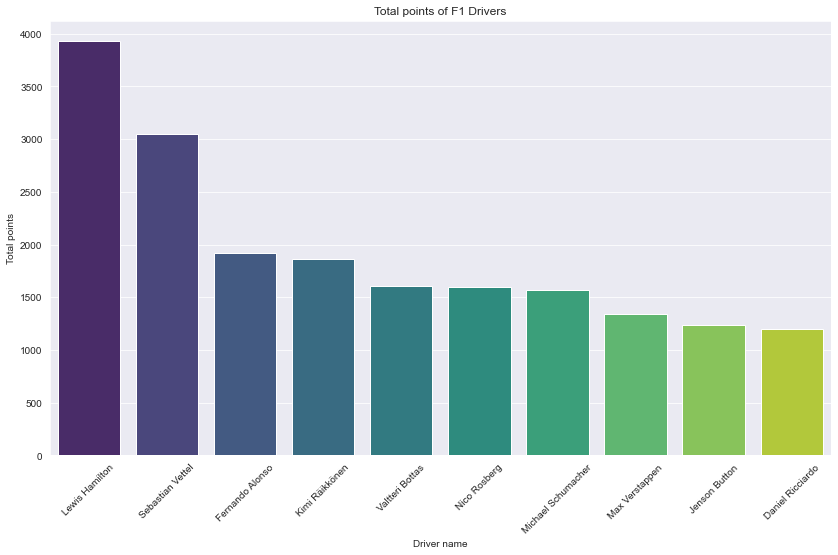 Total points of F1 Drivers
Total points
4000
3500
3000
2500
2000
1500
1000
500
0
Lewis Hamilton
Sebastian Vettel
Fernando Alonso
Kimi Räikkönen
Valtteri Bottas
Nico Rosberg
Michael Schumacher
Max Verstappen
Jenson Button
Daniel Ricciardo
Driver name